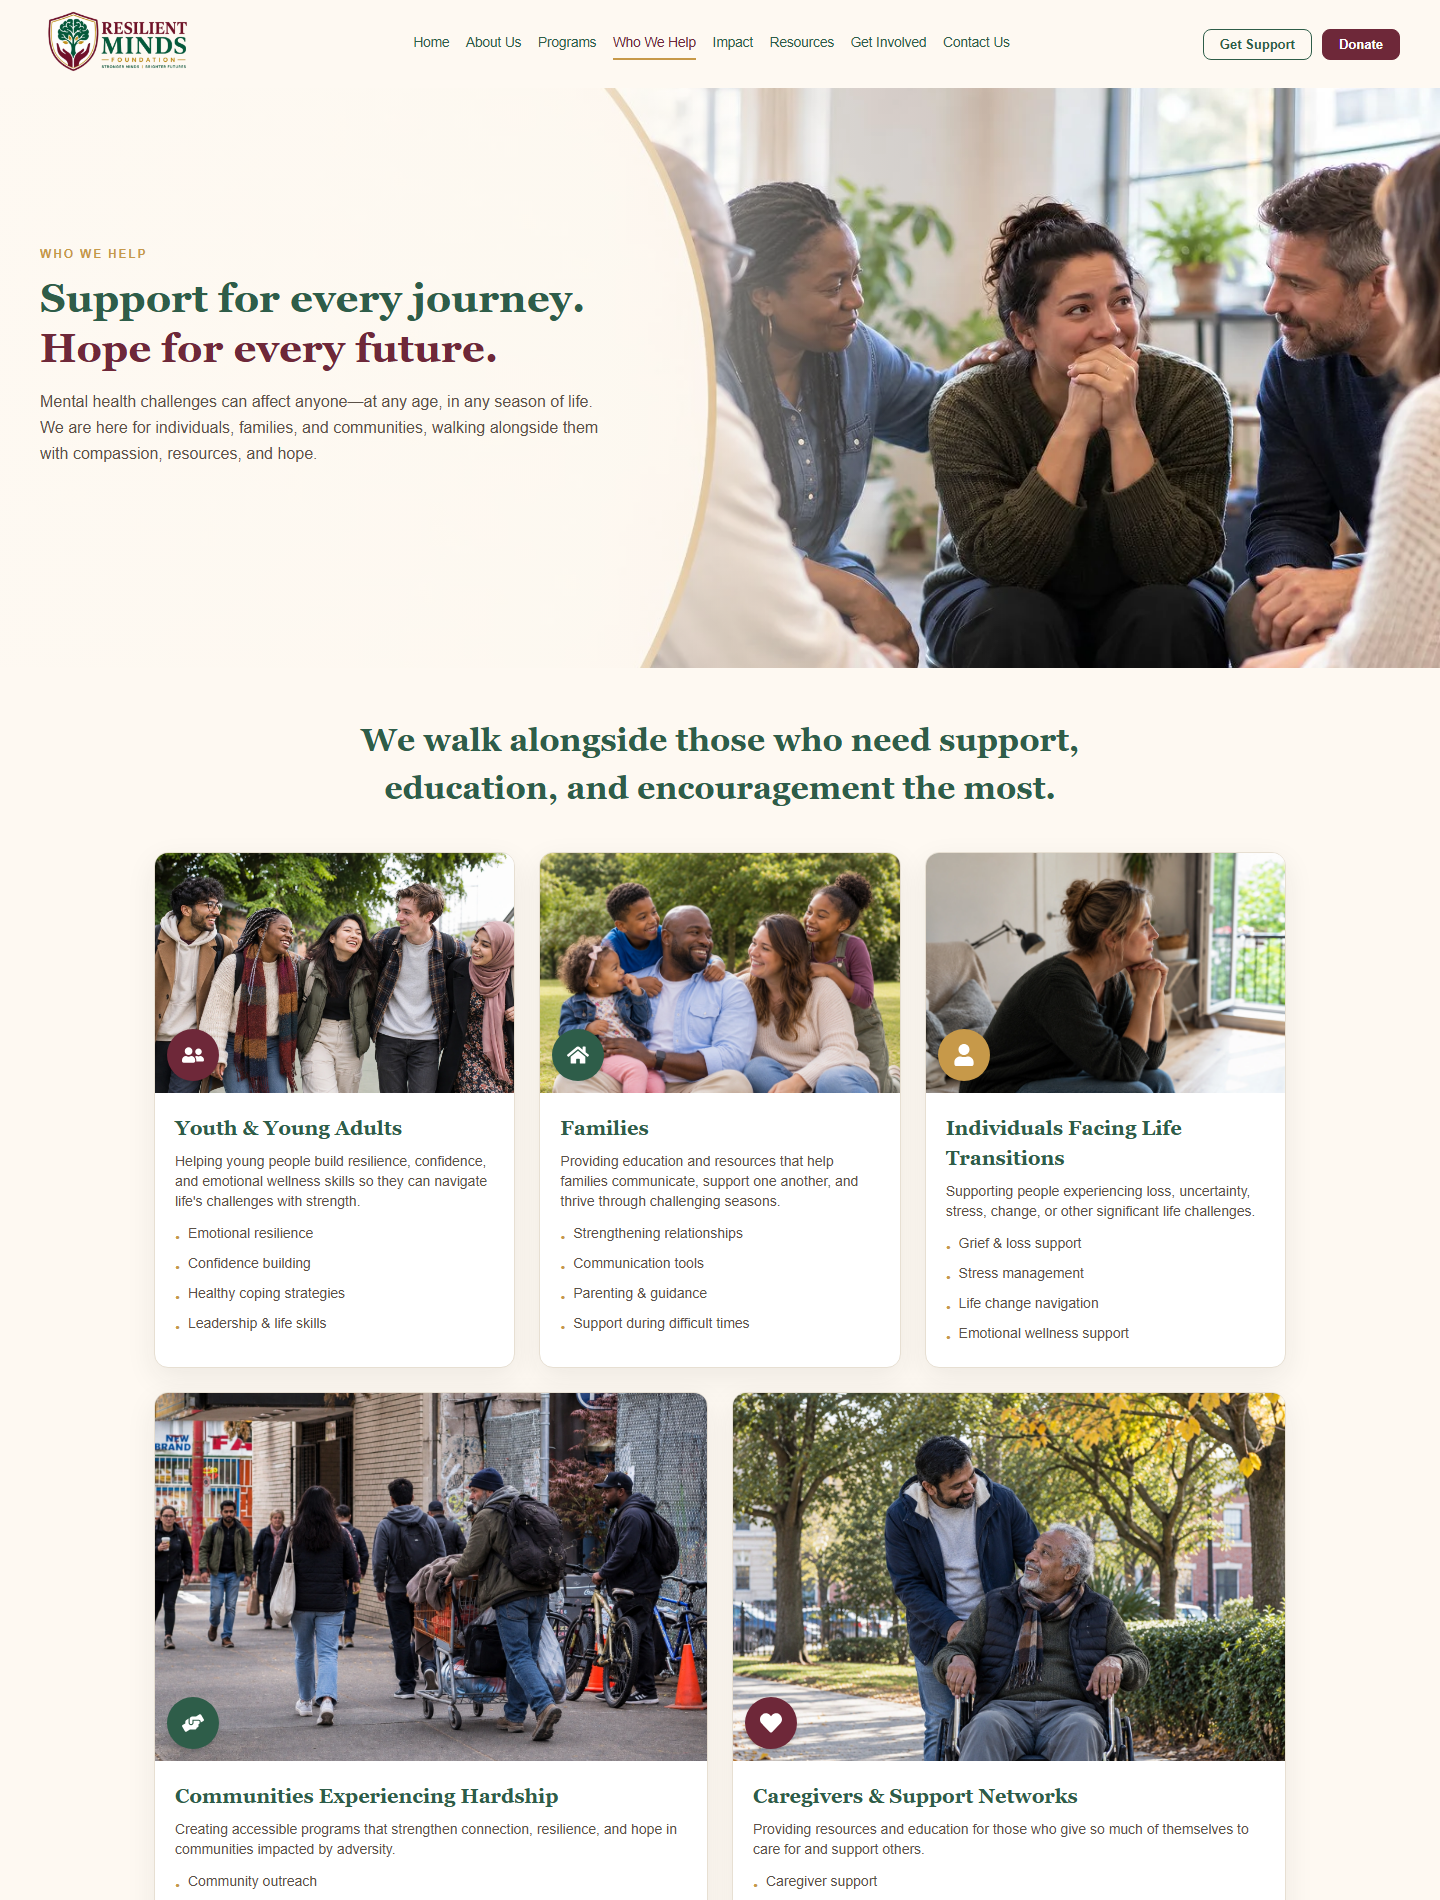 RESILIENT
MINDS
FOUNDATION
STRONGER MINDS | BRIGHTER FUTURES
Home
About Us
Programs
Who We Help
Impact
Resources
Get Involved
Contact Us
Get Support
Donate
WHO WE HELP
Support for every journey.
Hope for every future.
Mental health challenges can affect anyone—at any age, in any season of life.
We are here for individuals, families, and communities, walking alongside them
with compassion, resources, and hope.
We walk alongside those who need support,
education, and encouragement the most.
Youth & Young Adults
Helping young people build resilience, confidence,
and emotional wellness skills so they can navigate
life's challenges with strength.
• Emotional resilience
• Confidence building
• Healthy coping strategies
• Leadership & life skills
Families
Providing education and resources that help
families communicate, support one another, and
thrive through challenging seasons.
• Strengthening relationships
• Communication tools
• Parenting & guidance
• Support during difficult times
Individuals Facing Life
Transitions
Supporting people experiencing loss, uncertainty,
stress, change, or other significant life challenges.
• Grief & loss support
• Stress management
• Life change navigation
• Emotional wellness support
NEW
BRAND
FA
Communities Experiencing Hardship
Creating accessible programs that strengthen connection, resilience, and hope in
communities impacted by adversity.
• Community outreach
Caregivers & Support Networks
Providing resources and education for those who give so much of themselves to
care for and support others.
• Caregiver support